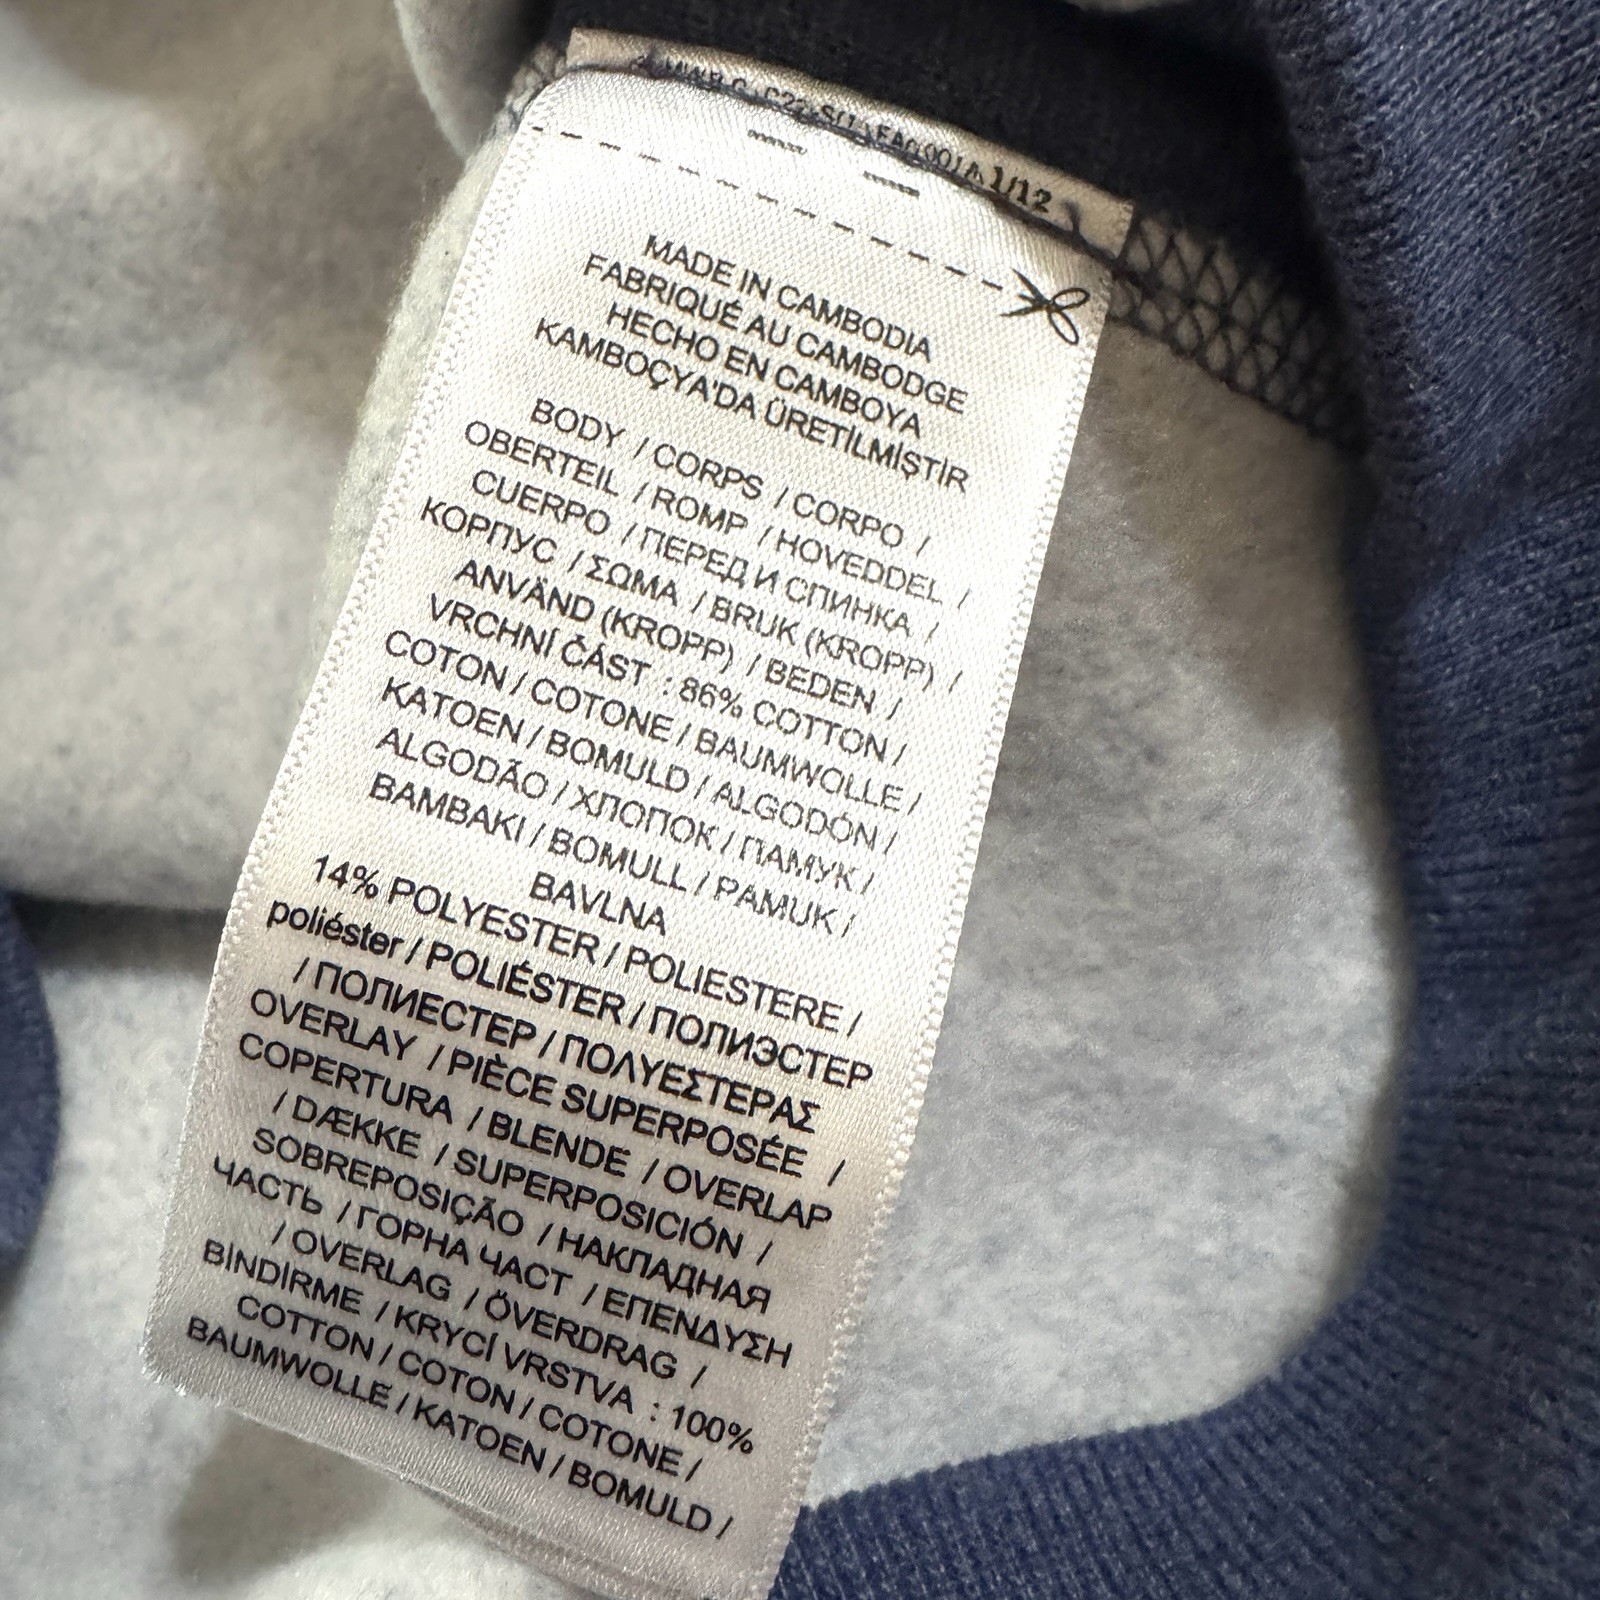 1/12
MADE IN CAMBODIA
FABRIQUÉ AU CAMBODGE
HECHO EN CAMBOYA
KAMBOÇYA'DA ÜRETİLMİŞTİR
BODY / CORPS / CORPO /
OBERTEIL / ROMP / HOVEDDEL /
CUERPO / ПЕРЕД И СПИНКА /
КОРПУС / ΣΩΜΑ / BRUK (KROPP) /
ANVÄND (KROPP) / BEDEN /
VRCHNÍ ČÁST : 86% COTTON /
COTON / COTONE / BAUMWOLLE /
KATOEN / BOMULD / ALGODÓN /
ALGODÃO / ХЛОПОК / ПАМУК /
BAMBAKI / BOMULL / PAMUK /
BAVLNA
14% POLYESTER / POLIESTERE /
poliéster / POLIÉSTER / ПОЛИЭСТЕР
/ ПОЛИЕСТЕР / ΠΟΛΥΕΣΤΕΡΑΣ
OVERLAY / PIÈCE SUPERPOSÉE /
COPERTURA / BLENDE / OVERLAP
/ DÆKKE / SUPERPOSICIÓN /
SOBREPOSIÇÃO / НАКЛАДНАЯ
ЧАСТЬ / ГОРНА ЧАСТ / ΕΠΕΝΔΥΣΗ
/ OVERLAG / ÖVERDRAG /
BİNDİRME / KRYCÍ VRSTVA : 100%
COTTON / COTON / COTONE /
BAUMWOLLE / KATOEN / BOMULD /